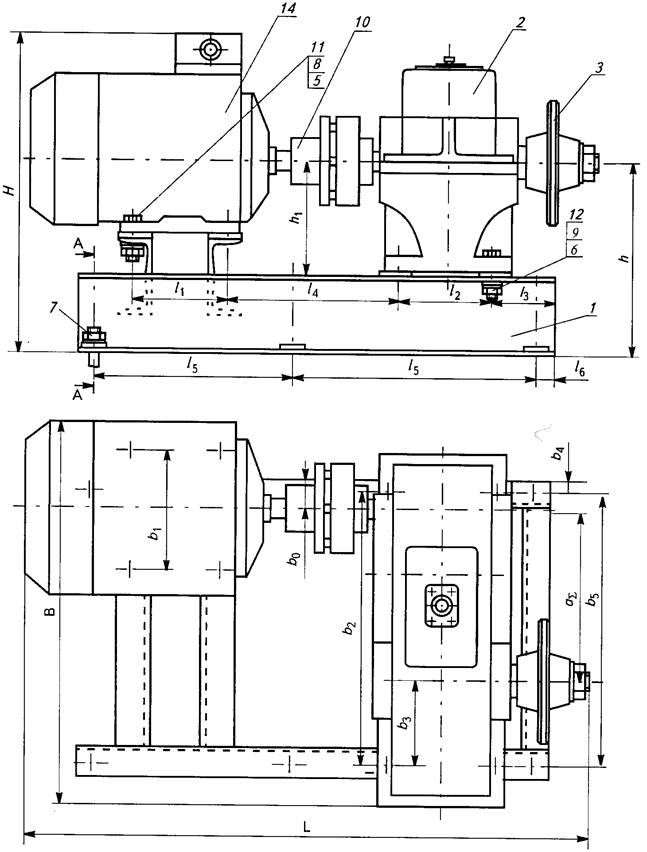 14
11
8
5
10
2
3
H
h₁
12
9
6
h
A
l₁
l₄
l₂
l₃
7
1
A
l₅
l₅
l₆
b₄
b₁
b₀
B
b₂
a_Σ
b₅
b₃
L